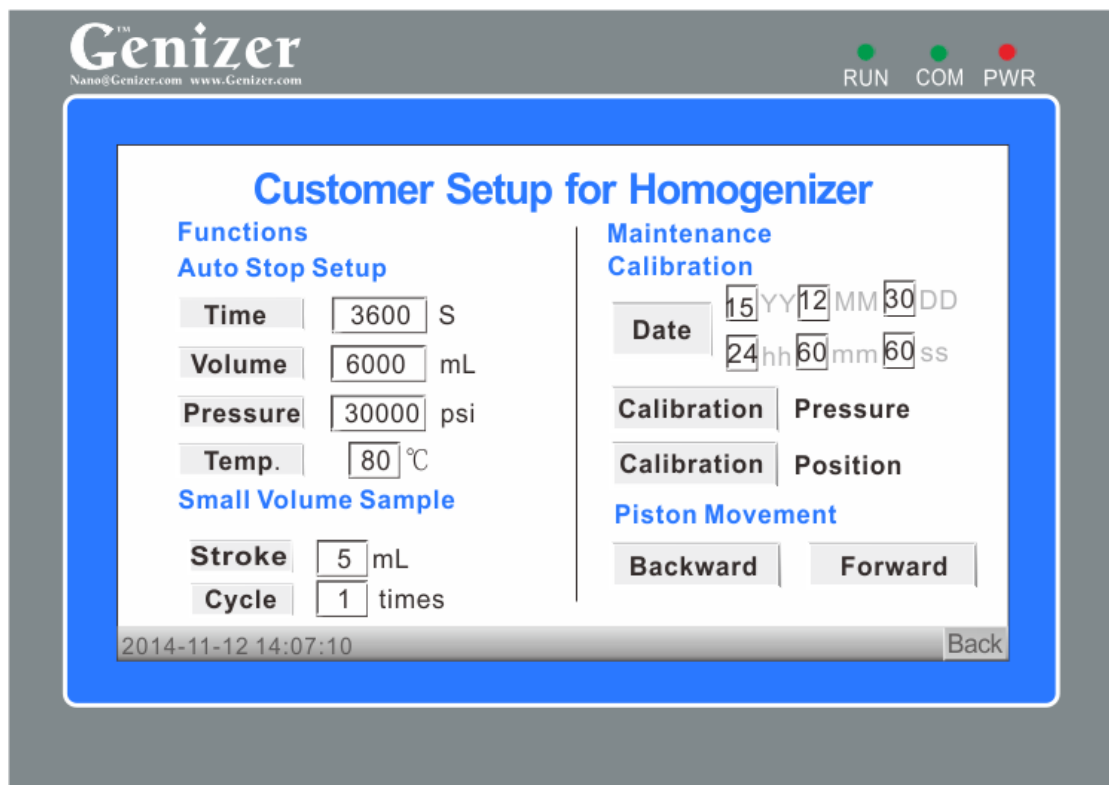 Genizer™
Nano@Genizer.com www.Genizer.com
RUN COM PWR
Customer Setup for Homogenizer
Functions
Auto Stop Setup
Time 3600 S
Volume 6000 mL
Pressure 30000 psi
Temp. 80 ℃
Small Volume Sample
Stroke 5 mL
Cycle 1 times
Maintenance
Calibration
Date 15 YY 12 MM 30 DD
24 hh 60 mm 60 ss
Calibration Pressure
Calibration Position
Piston Movement
Backward Forward
2014-11-12 14:07:10 Back